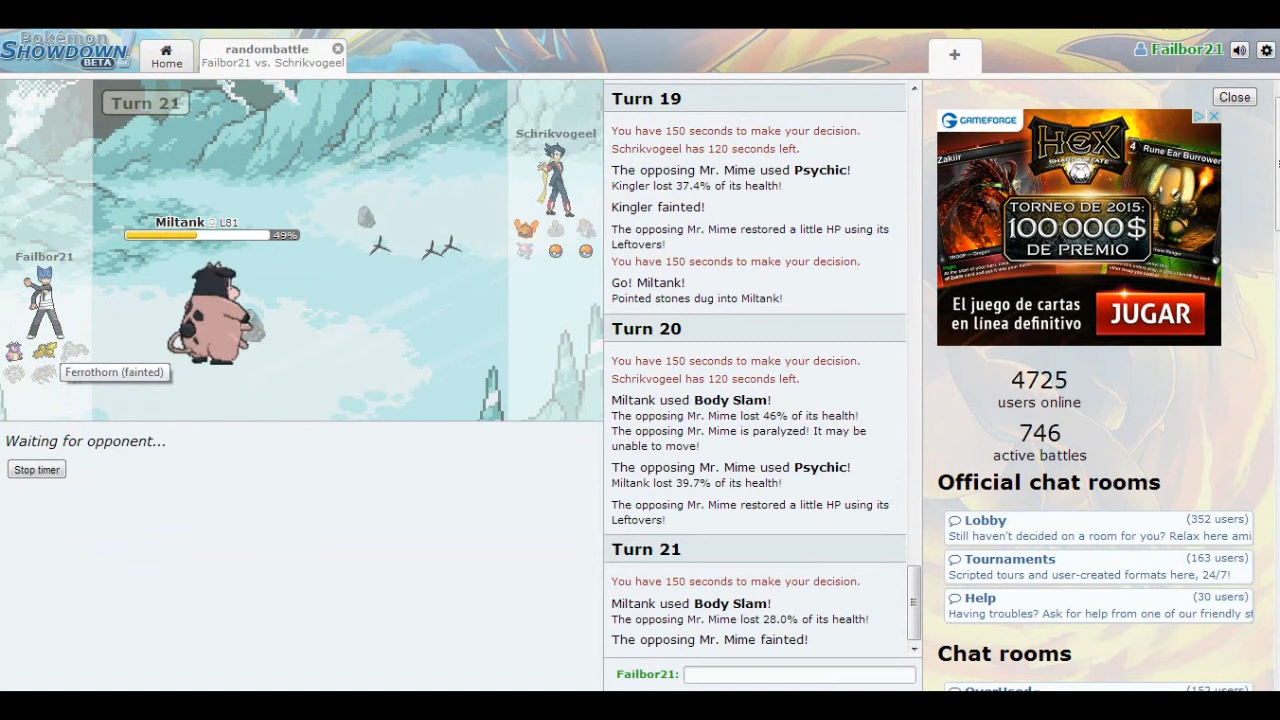 Pokémon
SHOWDOWN
BETA
Home
randombattle
Failbor21 vs. Schrikvogeel
+
Failbor21
Turn 21
Schrikvogeel
Miltank L81
49%
Failbor21
Ferrothorn (fainted)
Waiting for opponent...
Stop timer
Turn 19
You have 150 seconds to make your decision.
Schrikvogeel has 120 seconds left.
The opposing Mr. Mime used Psychic!
Kingler lost 37.4% of its health!
Kingler fainted!
The opposing Mr. Mime restored a little HP using its
Leftovers!
You have 150 seconds to make your decision.
Go! Miltank!
Pointed stones dug into Miltank!
Turn 20
You have 150 seconds to make your decision.
Schrikvogeel has 120 seconds left.
Miltank used Body Slam!
The opposing Mr. Mime lost 46% of its health!
The opposing Mr. Mime is paralyzed! It may be
unable to move!
The opposing Mr. Mime used Psychic!
Miltank lost 39.7% of its health!
The opposing Mr. Mime restored a little HP using its
Leftovers!
Turn 21
You have 150 seconds to make your decision.
Miltank used Body Slam!
The opposing Mr. Mime lost 28.0% of its health!
The opposing Mr. Mime fainted!
Failbor21:
Close
GAMEFORGE
HEX
Zakiir
4 Rune Ear Burrower
TORNEO DE 2015:
100 000$
DE PREMIO
El juego de cartas
en línea definitivo
JUGAR
4725
users online
746
active battles
Official chat rooms
Lobby (352 users)
Still haven't decided on a room for you? Relax here ami
Tournaments (163 users)
Scripted tours and user-created formats here, 24/7!
Help (30 users)
Having troubles? Ask for help from one of our friendly st
Chat rooms
OverUsed (152 users)